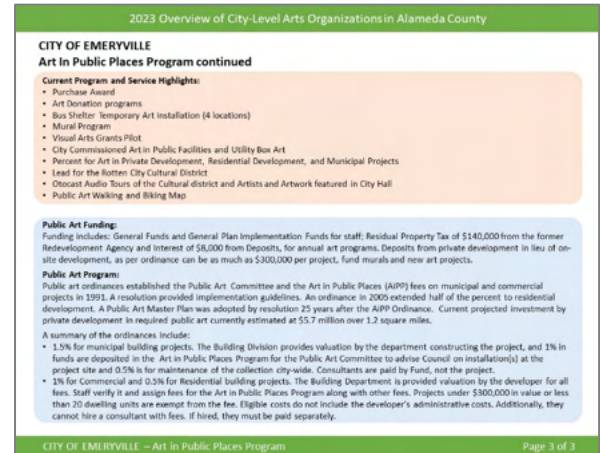 2023 Overview of City-Level Arts Organizations in Alameda County
CITY OF EMERYVILLE
Art In Public Places Program continued
Current Program and Service Highlights:
• Purchase Award
• Art Donation programs
• Bus Shelter Temporary Art Installation (4 locations)
• Mural Program
• Visual Arts Grants Pilot
• City Commissioned Art in Public Facilities and Utility Box Art
• Percent for Art in Private Development, Residential Development, and Municipal Projects
• Lead for the Rotten City Cultural District
• Otocast Audio Tours of the Cultural district and Artists and Artwork featured in City Hall
• Public Art Walking and Biking Map
Public Art Funding:
Funding includes: General Funds and General Plan Implementation Funds for staff; Residual Property Tax of $140,000 from the former
Redevelopment Agency and Interest of $8,000 from Deposits, for annual art programs. Deposits from private development in lieu of on-
site development, as per ordinance can be as much as $300,000 per project, fund murals and new art projects.
Public Art Program:
Public art ordinances established the Public Art Committee and the Art in Public Places (AiPP) fees on municipal and commercial
projects in 1991. A resolution provided implementation guidelines. An ordinance in 2005 extended half of the percent to residential
development. A Public Art Master Plan was adopted by resolution 25 years after the AiPP Ordinance. Current projected investment by
private development in required public art currently estimated at $5.7 million over 1.2 square miles.
A summary of the ordinances include:
• 1.5% for municipal building projects. The Building Division provides valuation by the department constructing the project, and 1% in
funds are deposited in the Art in Public Places Program for the Public Art Committee to advise Council on installation(s) at the
project site and 0.5% is for maintenance of the collection city-wide. Consultants are paid by Fund, not the project.
• 1% for Commercial and 0.5% for Residential building projects. The Building Department is provided valuation by the developer for all
fees. Staff verify it and assign fees for the Art in Public Places Program along with other fees. Projects under $300,000 in value or less
than 20 dwelling units are exempt from the fee. Eligible costs do not include the developer's administrative costs. Additionally, they
cannot hire a consultant with fees. If hired, they must be paid separately.
CITY OF EMERYVILLE – Art in Public Places Program
Page 3 of 3